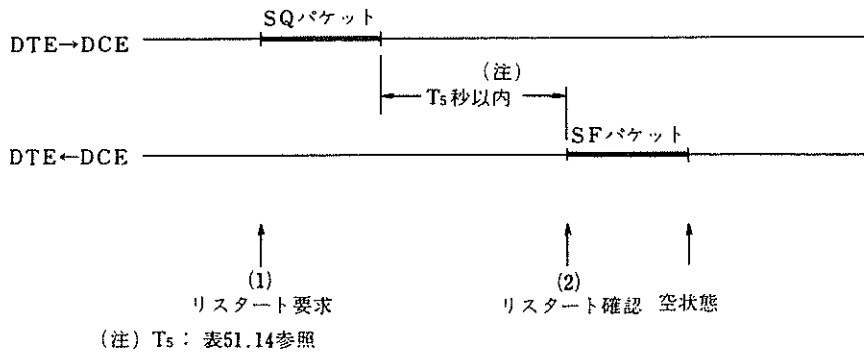 SQパケット
DTE→DCE
(注)
T₅秒以内
SFパケット
DTE←DCE
(1)
リスタート要求
(2)
リスタート確認
空状態
(注) T₅： 表51.14参照